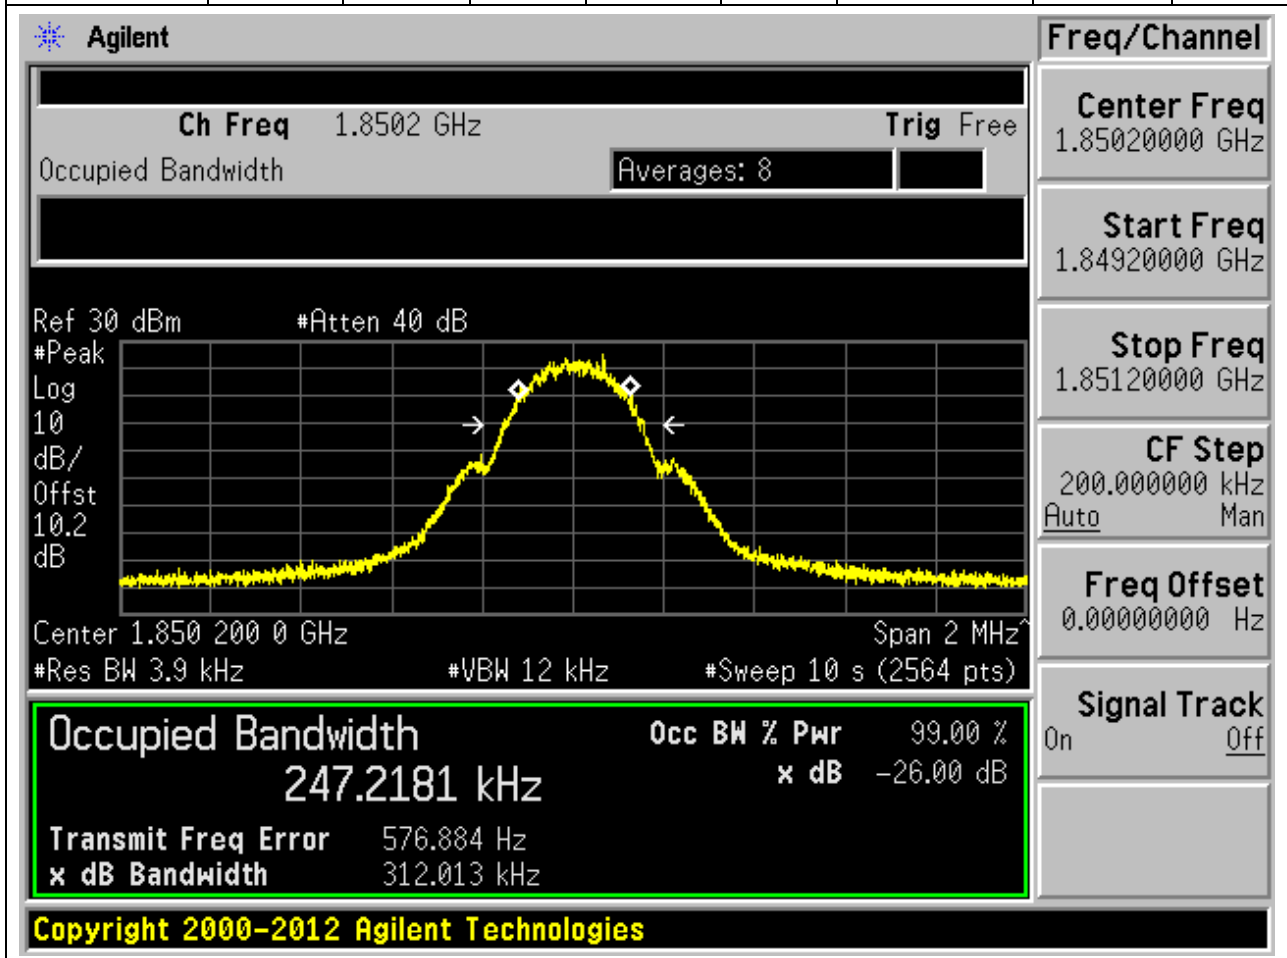 Agilent
Freq/Channel
Ch Freq 1.8502 GHz Trig Free
Occupied Bandwidth Averages: 8
Center Freq
1.85020000 GHz
Start Freq
1.84920000 GHz
Stop Freq
1.85120000 GHz
CF Step
200.000000 kHz
Auto Man
Freq Offset
0.00000000 Hz
Signal Track
On Off
Ref 30 dBm #Atten 40 dB
#Peak
Log
10
dB/
Offst
10.2
dB
Center 1.850 200 0 GHz Span 2 MHz^
#Res BW 3.9 kHz #VBW 12 kHz #Sweep 10 s (2564 pts)
Occupied Bandwidth Occ BW % Pwr 99.00 %
247.2181 kHz x dB -26.00 dB
Transmit Freq Error 576.884 Hz
x dB Bandwidth 312.013 kHz
Copyright 2000-2012 Agilent Technologies